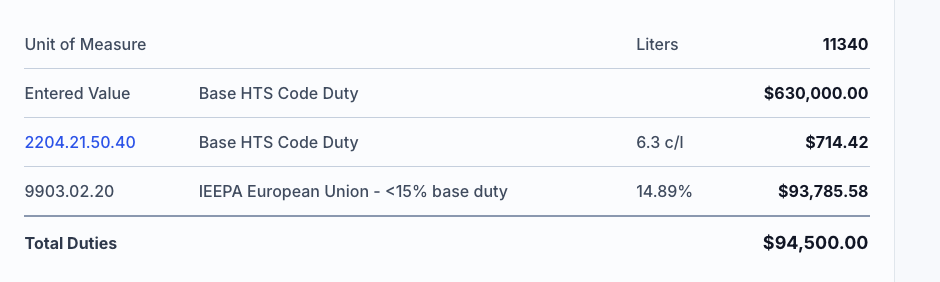 Unit of Measure Liters 11340
Entered Value Base HTS Code Duty $630,000.00
2204.21.50.40 Base HTS Code Duty 6.3 c/l $714.42
9903.02.20 IEEPA European Union - <15% base duty 14.89% $93,785.58
Total Duties $94,500.00